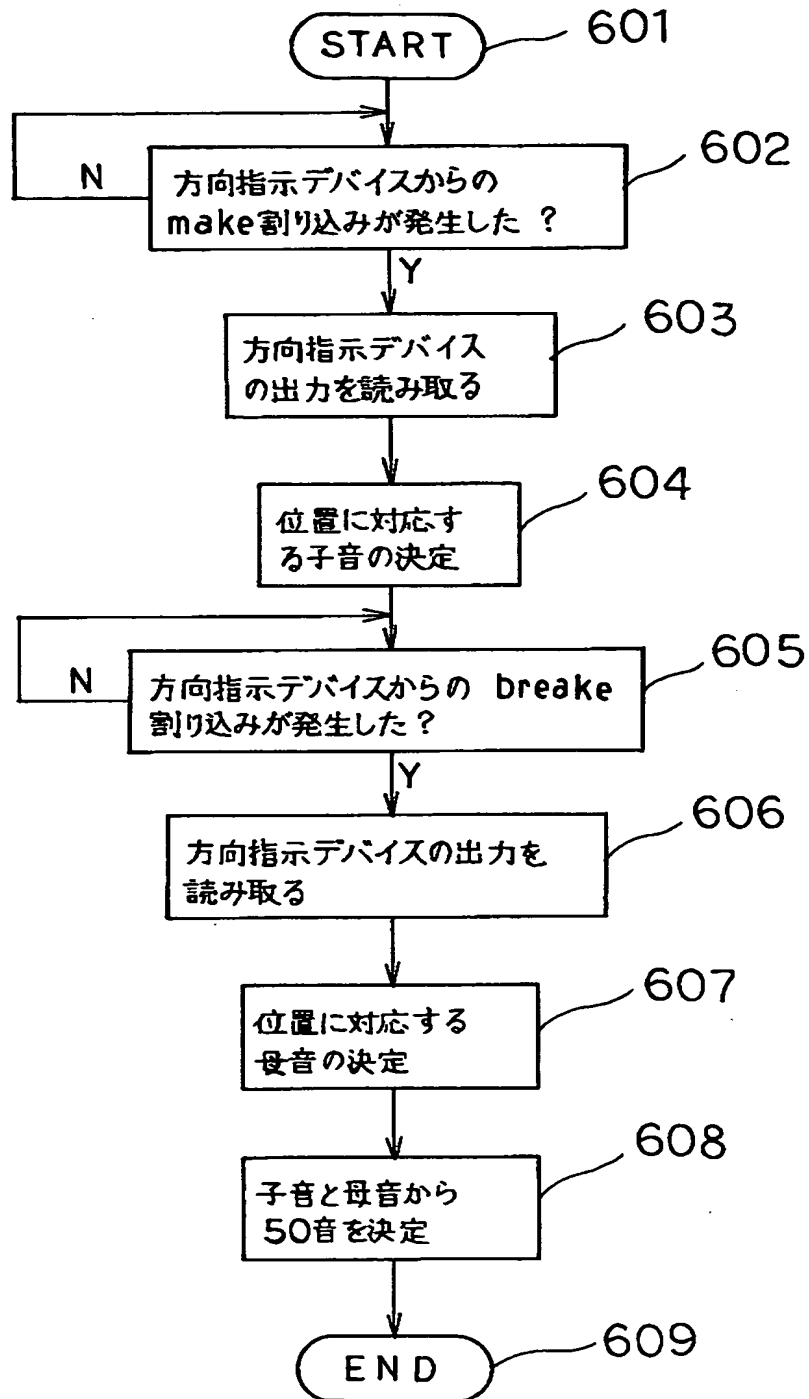 START
601
602
N
方向指示デバイスからの
make割り込みが発生した?
Y
603
方向指示デバイス
の出力を読み取る
604
位置に対応す
る子音の決定
605
N
方向指示デバイスからの breake
割り込みが発生した?
Y
606
方向指示デバイスの出力を
読み取る
607
位置に対応する
母音の決定
608
子音と母音から
50音を決定
609
END